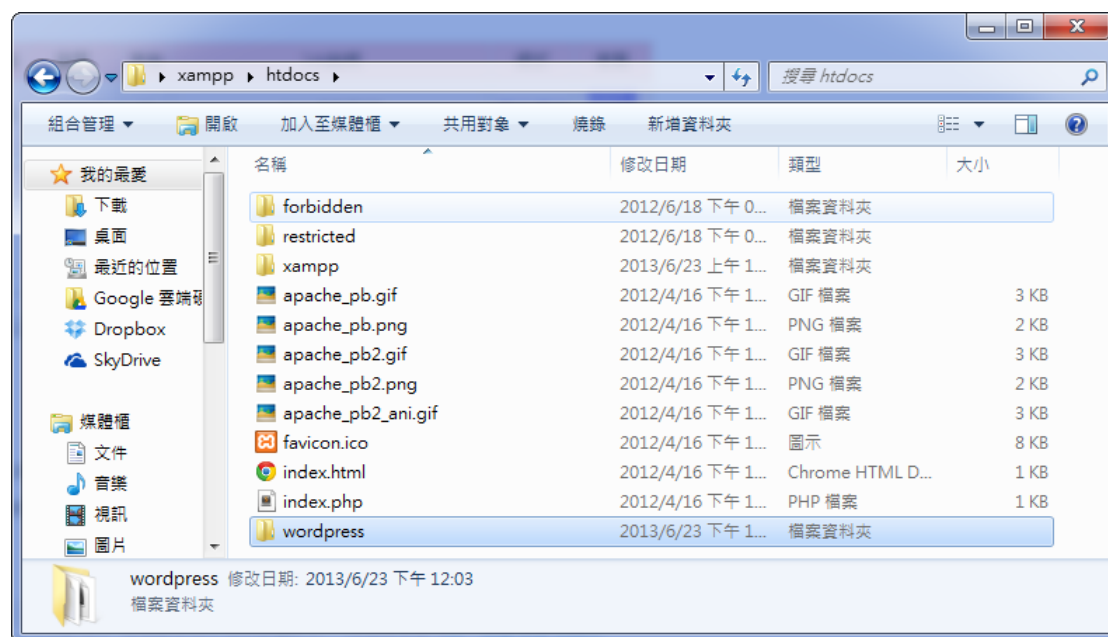 xampp htdocs 搜尋 htdocs
組合管理 開啟 加入至媒體櫃 共用對象 燒錄 新增資料夾
我的最愛
下載
桌面
最近的位置
Google 雲端硬
Dropbox
SkyDrive
媒體櫃
文件
音樂
視訊
圖片
名稱 修改日期 類型 大小
forbidden 2012/6/18 下午 0... 檔案資料夾
restricted 2012/6/18 下午 0... 檔案資料夾
xampp 2013/6/23 上午 1... 檔案資料夾
apache_pb.gif 2012/4/16 下午 1... GIF 檔案 3 KB
apache_pb.png 2012/4/16 下午 1... PNG 檔案 2 KB
apache_pb2.gif 2012/4/16 下午 1... GIF 檔案 3 KB
apache_pb2.png 2012/4/16 下午 1... PNG 檔案 2 KB
apache_pb2_ani.gif 2012/4/16 下午 1... GIF 檔案 3 KB
favicon.ico 2012/4/16 下午 1... 圖示 8 KB
index.html 2012/4/16 下午 1... Chrome HTML D... 1 KB
index.php 2012/4/16 下午 1... PHP 檔案 1 KB
wordpress 2013/6/23 下午 1... 檔案資料夾
wordpress 修改日期: 2013/6/23 下午 12:03
檔案資料夾